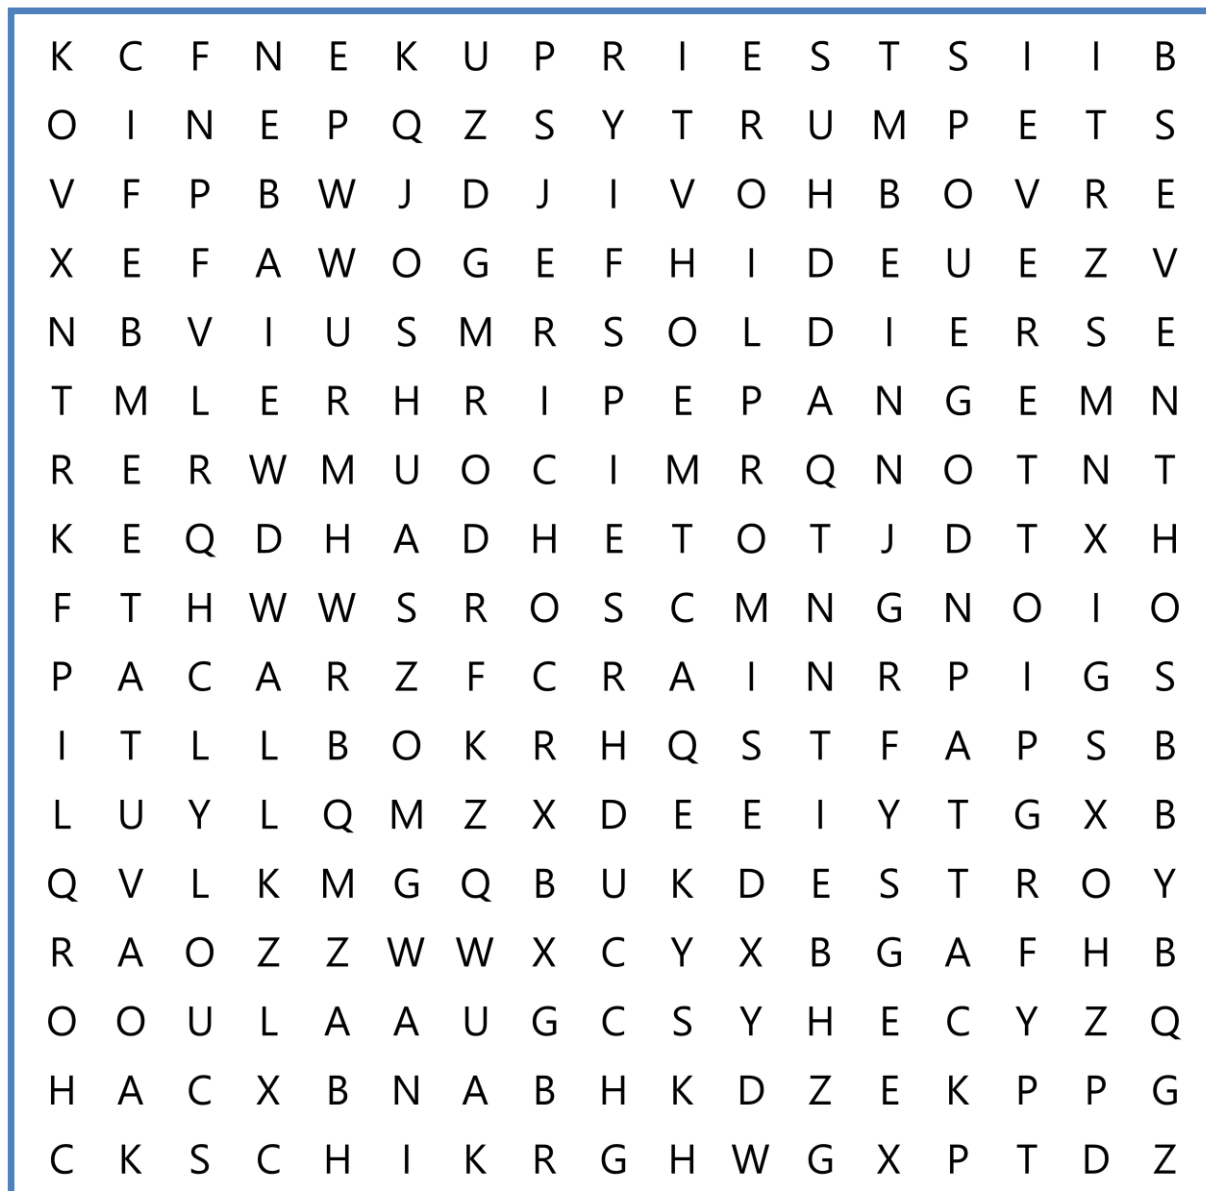 K C F N E K U P R I E S T S I I B
O I N E P Q Z S Y T R U M P E T S
V F P B W J D J I V O H B O V R E
X E F A W O G E F H I D E U E Z V
N B V I U S M R S O L D I E R S E
T M L E R H R I P E P A N G E M N
R E R W M U O C I M R Q N O T N T
K E Q D H A D H E T O T J D T X H
F T H W W S R O S C M N G N O I O
P A C A R Z F C R A I N R P I G S
I T L L B O K R H Q S T F A P S B
L U Y L Q M Z X D E E I Y T G X B
Q V L K M G Q B U K D E S T R O Y
R A O Z Z W W X C Y X B G A F H B
O O U L A A U G C S Y H E C Y Z Q
H A C X B N A B H K D Z E K P P G
C K S C H I K R G H W G X P T D Z